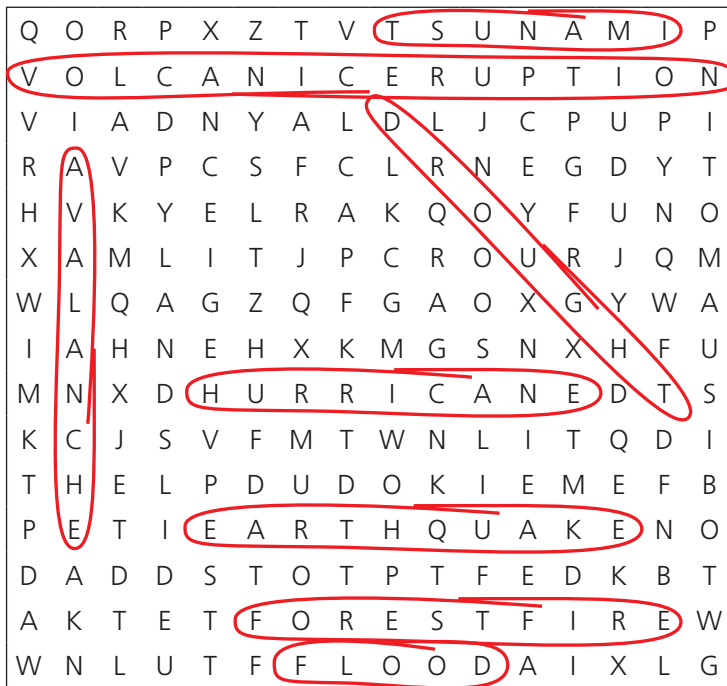 Q O R P X Z T V T S U N A M I P
V O L C A N I C E R U P T I O N
V I A D N Y A L D L J C P U P I
R A V P C S F C L R N E G D Y T
H V K Y E L R A K Q O Y F U N O
X A M L I T J P C R O U R J Q M
W L Q A G Z Q F G A O X G Y W A
I A H N E H X K M G S N X H F U
M N X D H U R R I C A N E D T S
K C J S V F M T W N L I T Q D I
T H E L P D U D O K I E M E F B
P E T I E A R T H Q U A K E N O
D A D D S T O T P T F E D K B T
A K T E T F O R E S T F I R E W
W N L U T F F L O O D A I X L G